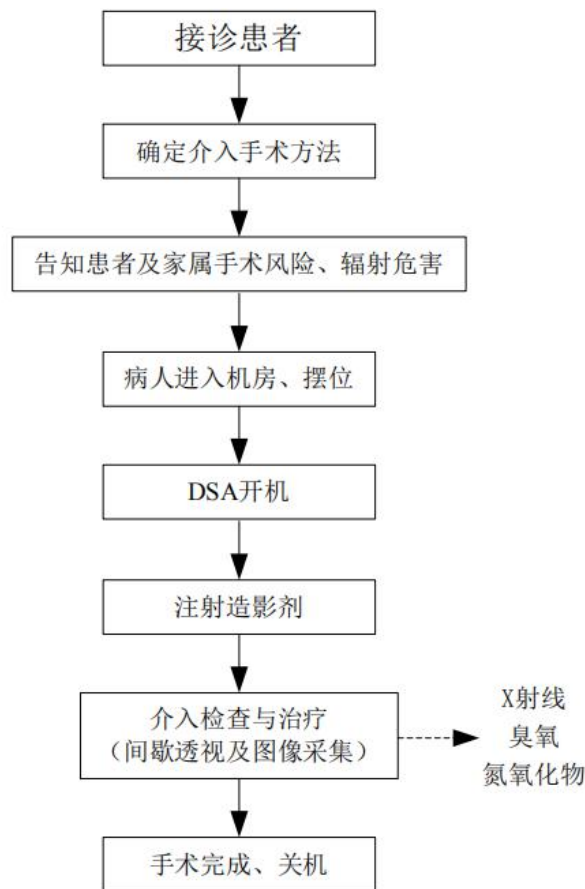 接诊患者
确定介入手术方法
告知患者及家属手术风险、辐射危害
病人进入机房、摆位
DSA开机
注射造影剂
介入检查与治疗
（间歇透视及图像采集）
X射线
臭氧
氮氧化物
手术完成、关机